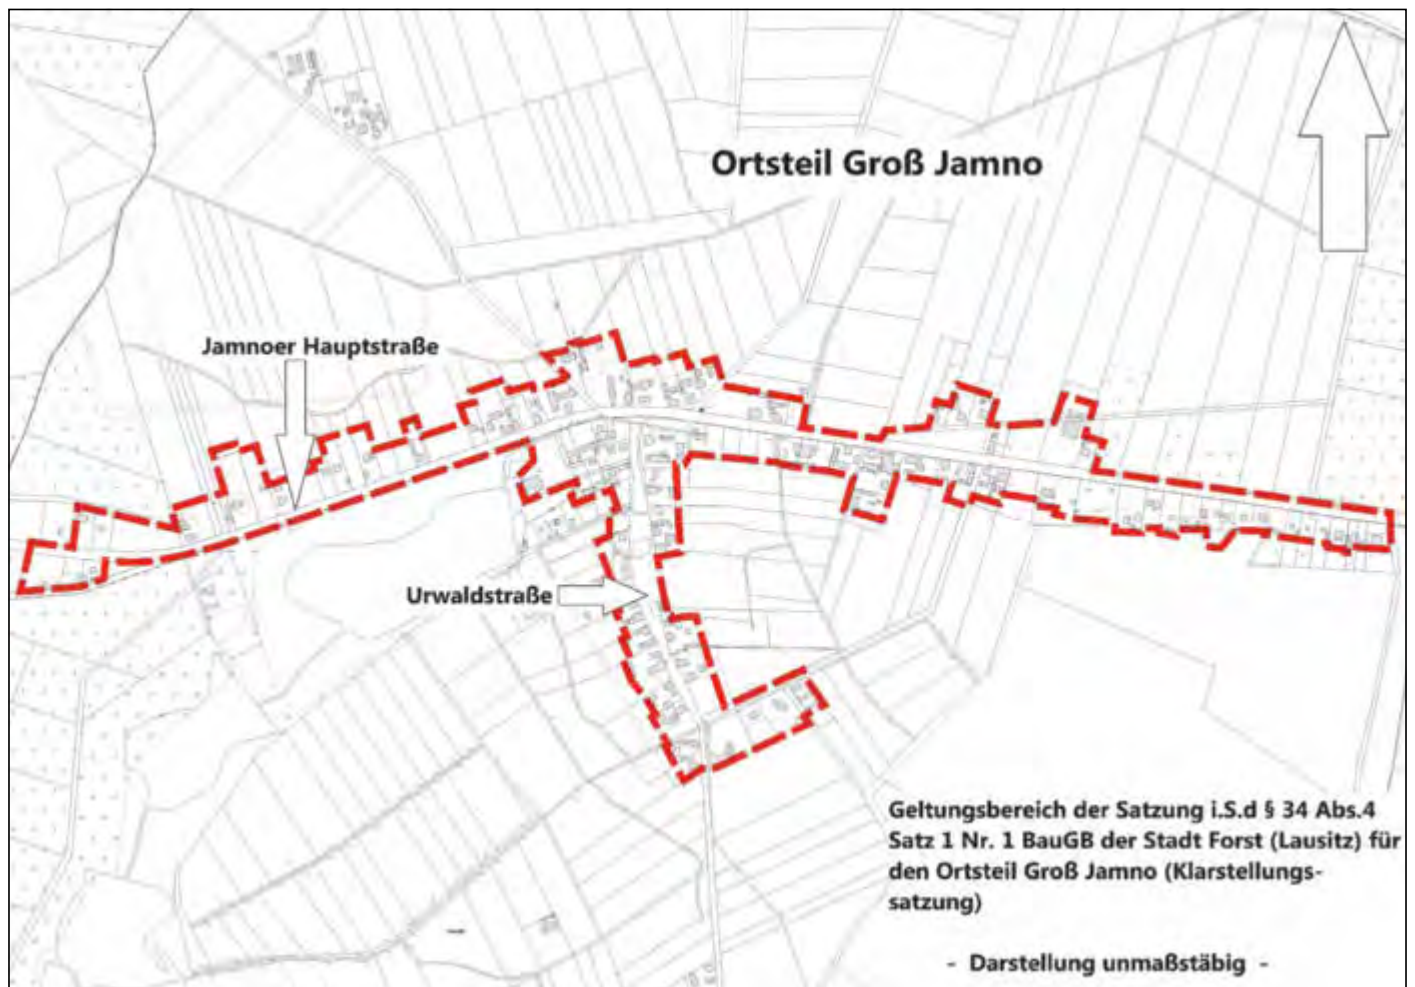 Ortsteil Groß Jamno
Jamnoer Hauptstraße
Urwaldstraße
Geltungsbereich der Satzung i.S.d § 34 Abs.4
Satz 1 Nr. 1 BauGB der Stadt Forst (Lausitz) für
den Ortsteil Groß Jamno (Klarstellungs-
satzung)
- Darstellung unmaßstäbig -